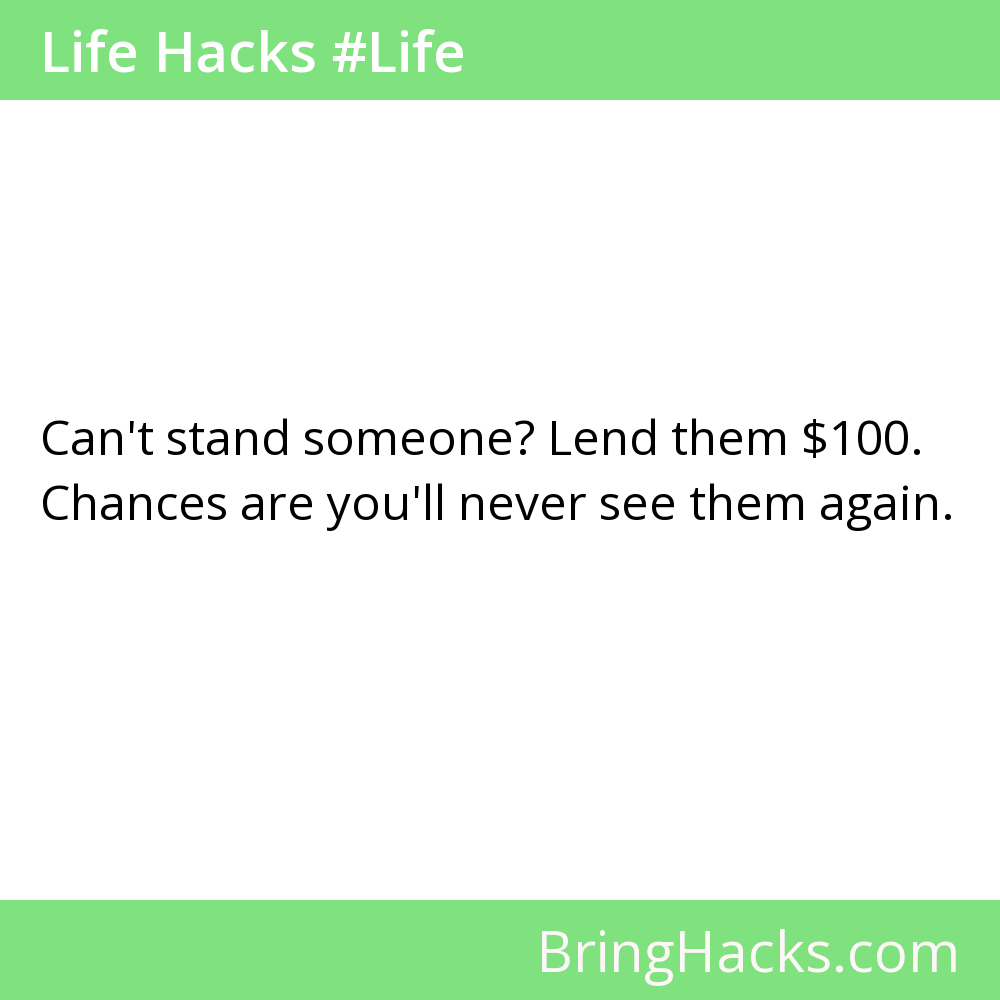 Life Hacks #Life
Can't stand someone? Lend them $100.
Chances are you'll never see them again.
BringHacks.com